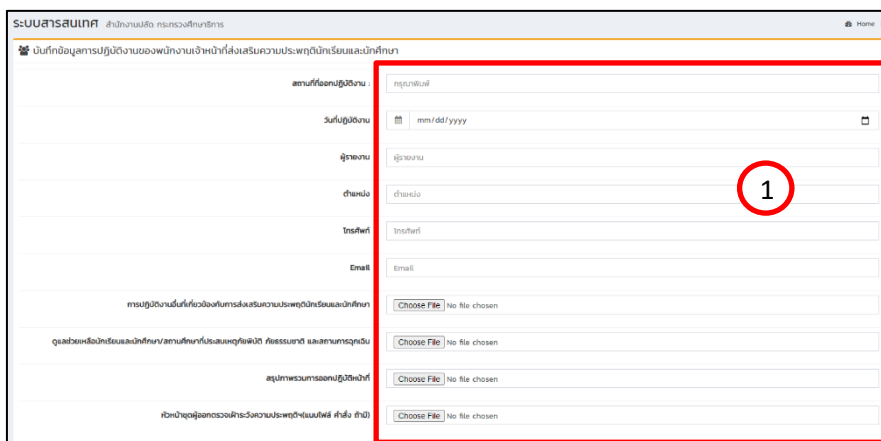 ระบบสารสนเทศ สำนักงานปลัด กระทรวงศึกษาธิการ Home
บันทึกข้อมูลการปฏิบัติงานของพนักงานเจ้าหน้าที่ส่งเสริมความประพฤตินักเรียนและนักศึกษา
สถานที่ที่ออกปฏิบัติงาน : กรุณาพิมพ์
วันที่ปฏิบัติงาน mm/dd/yyyy
ผู้รายงาน ผู้รายงาน
ตำแหน่ง ตำแหน่ง
1
โทรศัพท์ โทรศัพท์
Email Email
การปฏิบัติงานอื่นที่เกี่ยวข้องกับการส่งเสริมความประพฤตินักเรียนและนักศึกษา Choose File No file chosen
ดูแลช่วยเหลือนักเรียนและนักศึกษา/สถานศึกษาที่ประสบเหตุภัยพิบัติ ภัยธรรมชาติ และสถานการฉุกเฉิน Choose File No file chosen
สรุปภาพรวมการออกปฏิบัติหน้าที่ Choose File No file chosen
หัวหน้าชุดผู้ออกตรวจเฝ้าระวังความประพฤติฯ(แนบไฟล์ คำสั่ง ถ้ามี) Choose File No file chosen